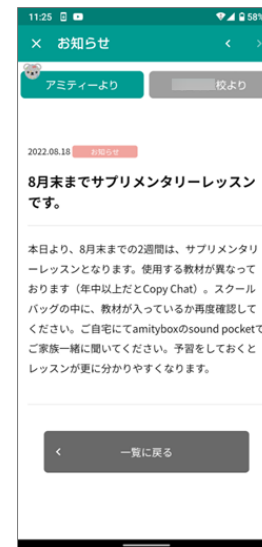 11:25 58%
× お知らせ
アミティーより 校より
2022.08.18 お知らせ
8月末までサプリメンタリーレッスン
です。
本日より、8月末までの2週間は、サプリメンタリ
ーレッスンとなります。使用する教材が異なって
おります（年中以上だとCopy Chat）。スクール
バッグの中に、教材が入っているか再度確認して
ください。ご自宅にてamityboxのsound pocketで
ご家族一緒に聞いてください。予習をしておくと
レッスンが更に分かりやすくなります。
一覧に戻る